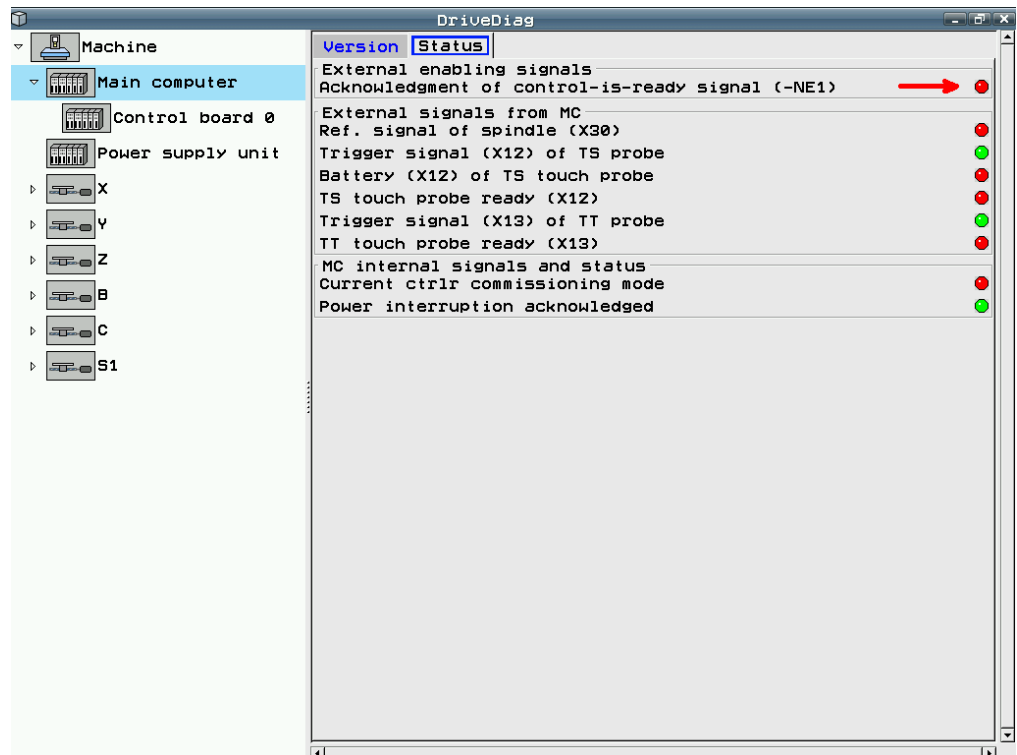 DriveDiag
Machine
Main computer
Control board 0
Power supply unit
X
Y
Z
B
C
S1
Version Status
External enabling signals
Acknowledgment of control-is-ready signal (-NE1)
External signals from MC
Ref. signal of spindle (X30)
Trigger signal (X12) of TS probe
Battery (X12) of TS touch probe
TS touch probe ready (X12)
Trigger signal (X13) of TT probe
TT touch probe ready (X13)
MC internal signals and status
Current ctrlr commissioning mode
Power interruption acknowledged